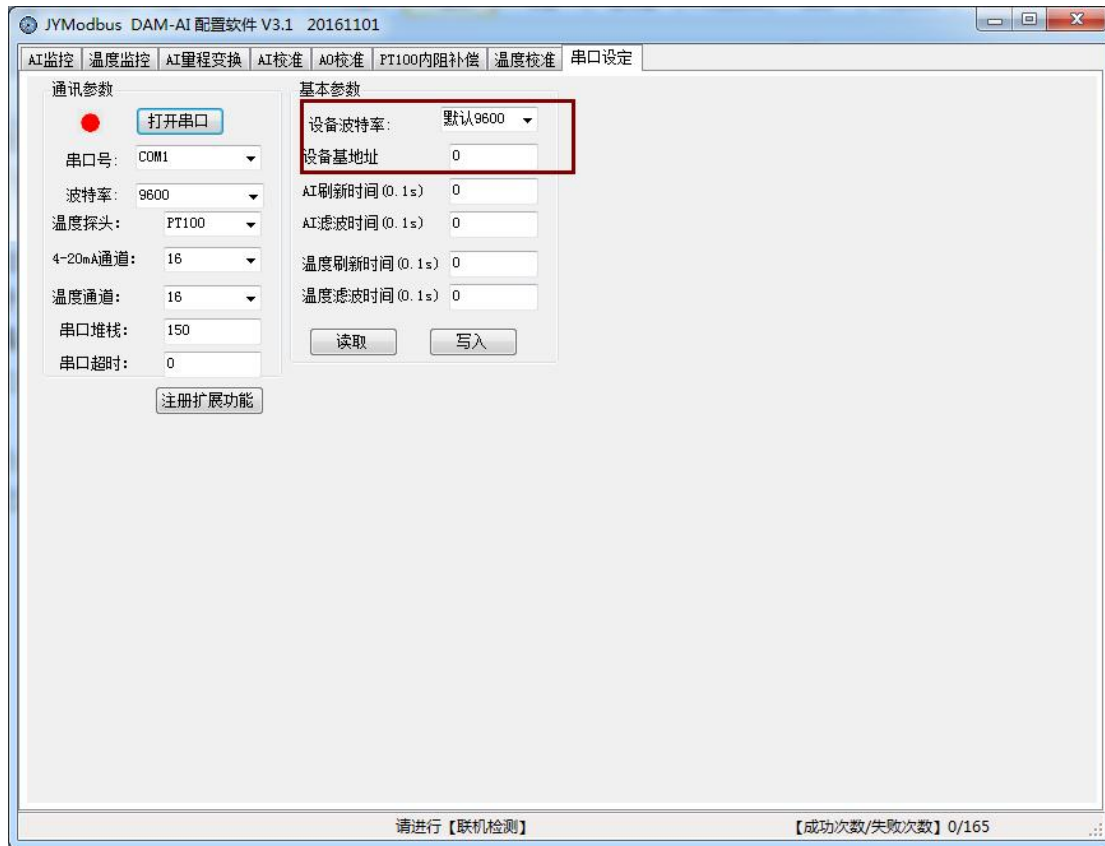 JYModbus DAM-AI 配置软件 V3.1 20161101
AI监控 温度监控 AI量程变换 AI校准 AO校准 PT100内阻补偿 温度校准 串口设定
通讯参数
打开串口
串口号: COM1
波特率: 9600
温度探头: PT100
4-20mA通道: 16
温度通道: 16
串口堆栈: 150
串口超时: 0
注册扩展功能
基本参数
设备波特率: 默认9600
设备基地址 0
AI刷新时间(0.1s) 0
AI滤波时间(0.1s) 0
温度刷新时间(0.1s) 0
温度滤波时间(0.1s) 0
读取 写入
请进行【联机检测】 【成功次数/失败次数】0/165